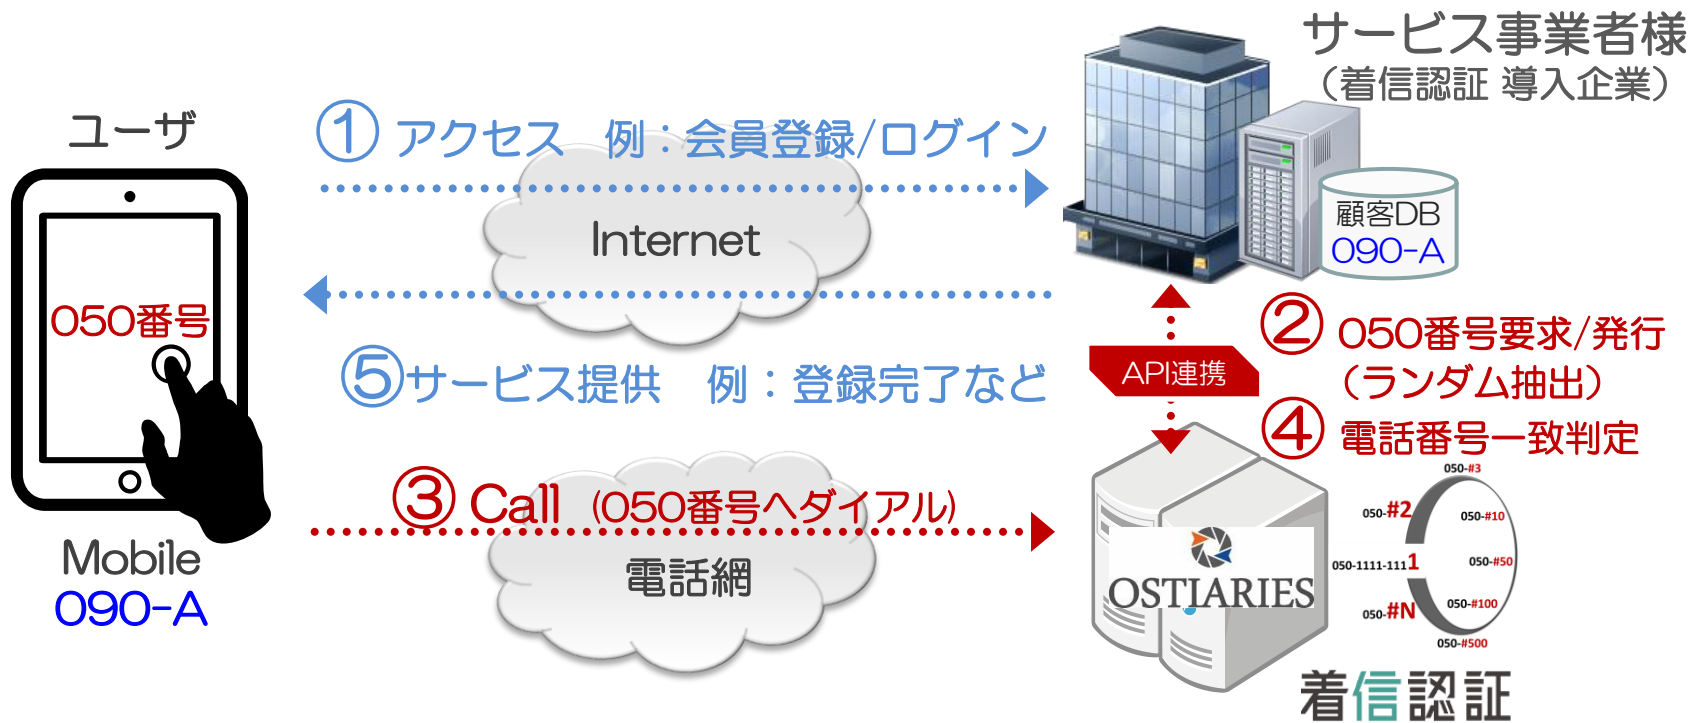 サービス事業者様
（着信認証 導入企業）
ユーザ
① アクセス　例：会員登録/ログイン
Internet
顧客DB
090-A
050番号
② 050番号要求/発行
（ランダム抽出）
API連携
⑤サービス提供　例：登録完了など
④ 電話番号一致判定
③ Call （050番号へダイアル）
電話網
Mobile
090-A
OSTIARIES
050-#3
050-#2
050-#10
050-1111-1111
050-#50
050-#N
050-#100
050-#500
着信認証